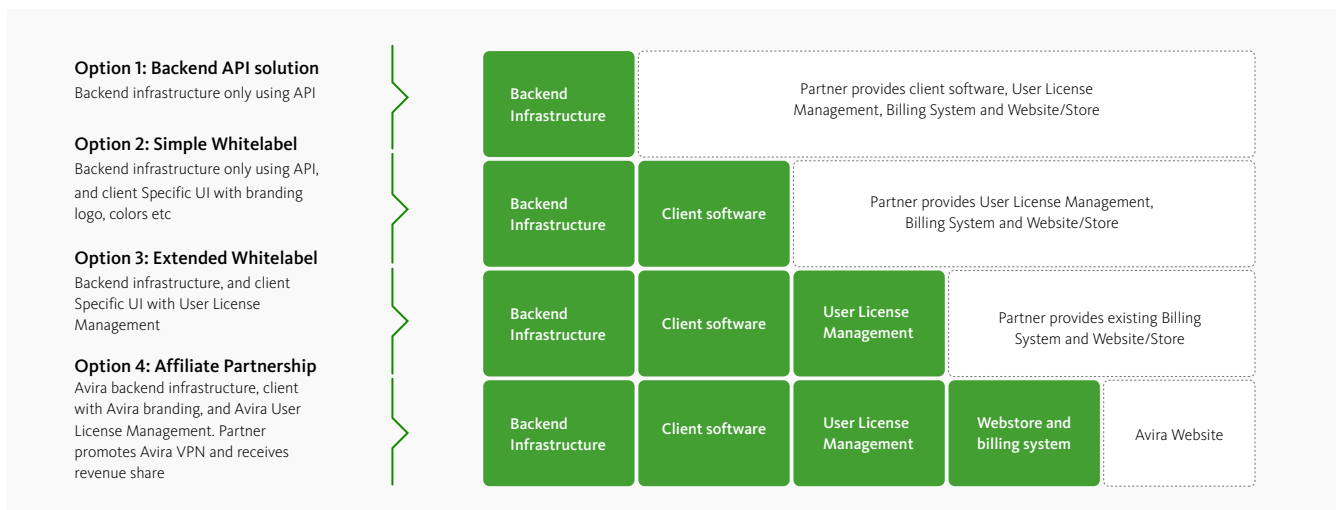 Option 1: Backend API solution
Backend infrastructure only using API
Option 2: Simple Whitelabel
Backend infrastructure only using API,
and client Specific UI with branding
logo, colors etc
Option 3: Extended Whitelabel
Backend infrastructure, and client
Specific UI with User License
Management
Option 4: Affiliate Partnership
Avira backend infrastructure, client
with Avira branding, and Avira User
License Management. Partner
promotes Avira VPN and receives
revenue share
Backend
Infrastructure
Partner provides client software, User License
Management, Billing System and Website/Store
Backend
Infrastructure
Client software
Partner provides User License Management,
Billing System and Website/Store
Backend
Infrastructure
Client software
User License
Management
Partner provides existing Billing
System and Website/Store
Backend
Infrastructure
Client software
User License
Management
Webstore and
billing system
Avira Website